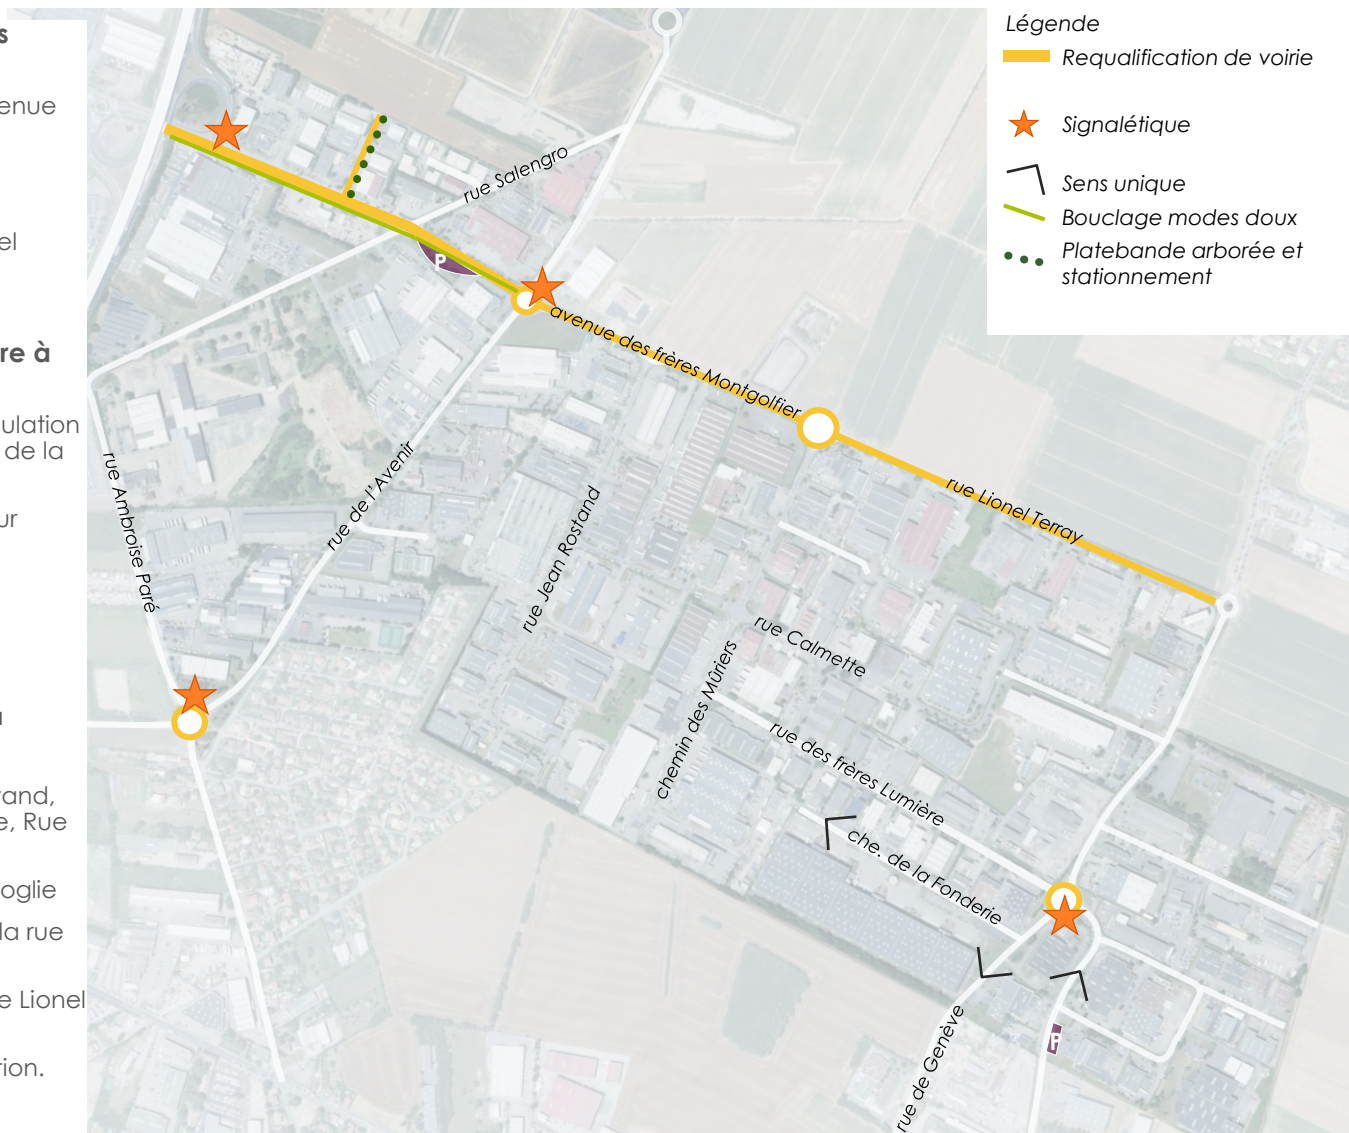 s
enue
el
re à
ulation
de la
ur
and,
e, Rue
oglie
la rue
e Lionel
tion.
Légende
Requalification de voirie
Signalétique
Sens unique
Bouclage modes doux
Platebande arborée et
stationnement
rue Salengro
P
avenue des frères Montgolfier
rue Lionel Terray
rue Ambroise Paré
rue de l'Avenir
rue Jean Rostand
rue Calmette
chemin des Mûriers
rue des frères Lumière
che. de la Fonderie
rue de Genève
P